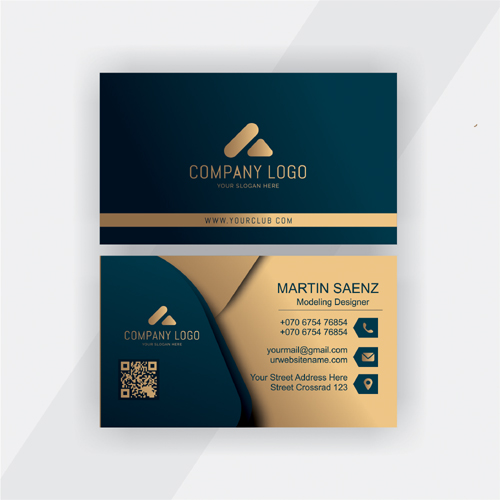 COMPANY LOGO
YOUR SLOGAN HERE
WWW.YOURCLUB.COM
COMPANY LOGO
YOUR SLOGAN HERE
MARTIN SAENZ
Modeling Designer
+070 6754 76854
+070 6754 76854
yourmail@gmail.com
urwebsitename.com
Your Street Address Here
Street Crossrad 123